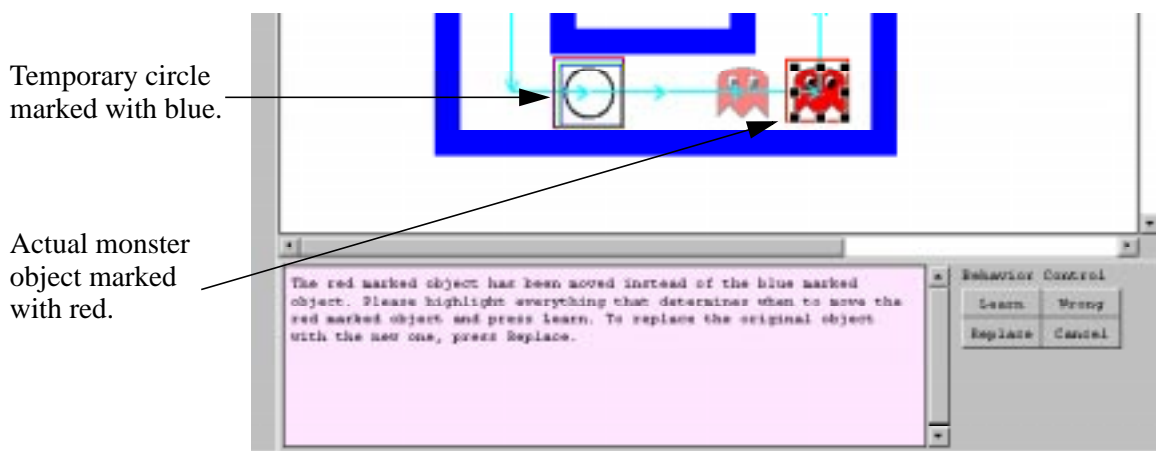 Temporary circle
marked with blue.
Actual monster
object marked
with red.
The red marked object has been moved instead of the blue marked
object. Please highlight everything that determines when to move the
red marked object and press Learn. To replace the original object
with the new one, press Replace.
Behavior Control
Learn Wrong
Replace Cancel